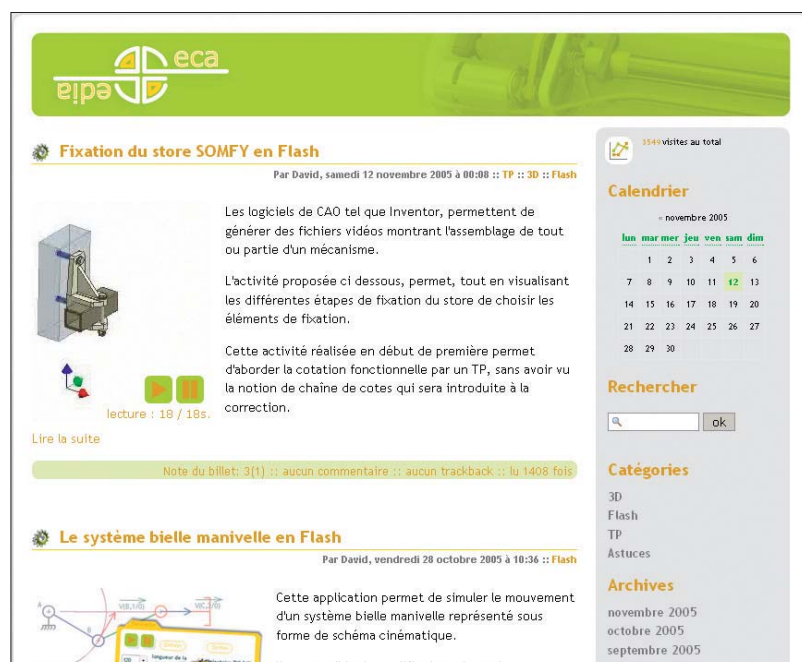 eca
aipedia
Fixation du store SOMFY en Flash
Par David, samedi 12 novembre 2005 à 00:08 :: TP :: 3D :: Flash
Les logiciels de CAO tel que Inventor, permettent de
générer des fichiers vidéos montrant l'assemblage de tout
ou partie d'un mécanisme.
L'activité proposée ci dessous, permet, tout en visualisant
les différentes étapes de fixation du store de choisir les
éléments de fixation.
Cette activité réalisée en début de première permet
d'aborder la cotation fonctionnelle par un TP, sans avoir vu
la notion de chaîne de cotes qui sera introduite à la
correction.
lecture : 18 / 18s.
Lire la suite
Note du billet: 3(1) :: aucun commentaire :: aucun trackback :: lu 1408 fois
Le système bielle manivelle en Flash
Par David, vendredi 28 octobre 2005 à 10:36 :: Flash
Cette application permet de simuler le mouvement
d'un système bielle manivelle représenté sous
forme de schéma cinématique.
A
B
longueur de la
3549 visites au total
Calendrier
« novembre 2005
lun mar mer jeu ven sam dim
1 2 3 4 5 6
7 8 9 10 11 12 13
14 15 16 17 18 19 20
21 22 23 24 25 26 27
28 29 30
Rechercher
ok
Catégories
3D
Flash
TP
Astuces
Archives
novembre 2005
octobre 2005
septembre 2005